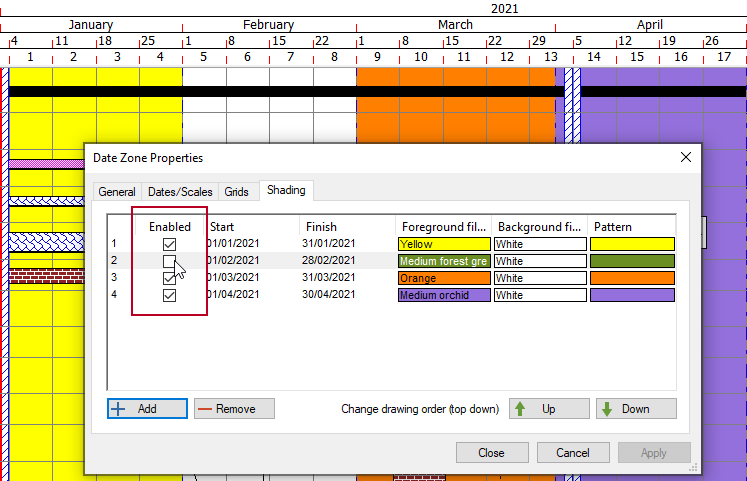 2021
January February March April
4 11 18 25 1 8 15 22 1 8 15 22 29 5 12 19 26
1 2 3 4 5 6 7 8 9 10 11 12 13 14 15 16 17
Date Zone Properties
General Dates/Scales Grids Shading
Enabled Start Finish Foreground fil... Background fi... Pattern
1 01/01/2021 31/01/2021 Yellow White
2 01/02/2021 28/02/2021 Medium forest gre White
3 01/03/2021 31/03/2021 Orange White
4 01/04/2021 30/04/2021 Medium orchid White
Add Remove Change drawing order (top down) Up Down
Close Cancel Apply